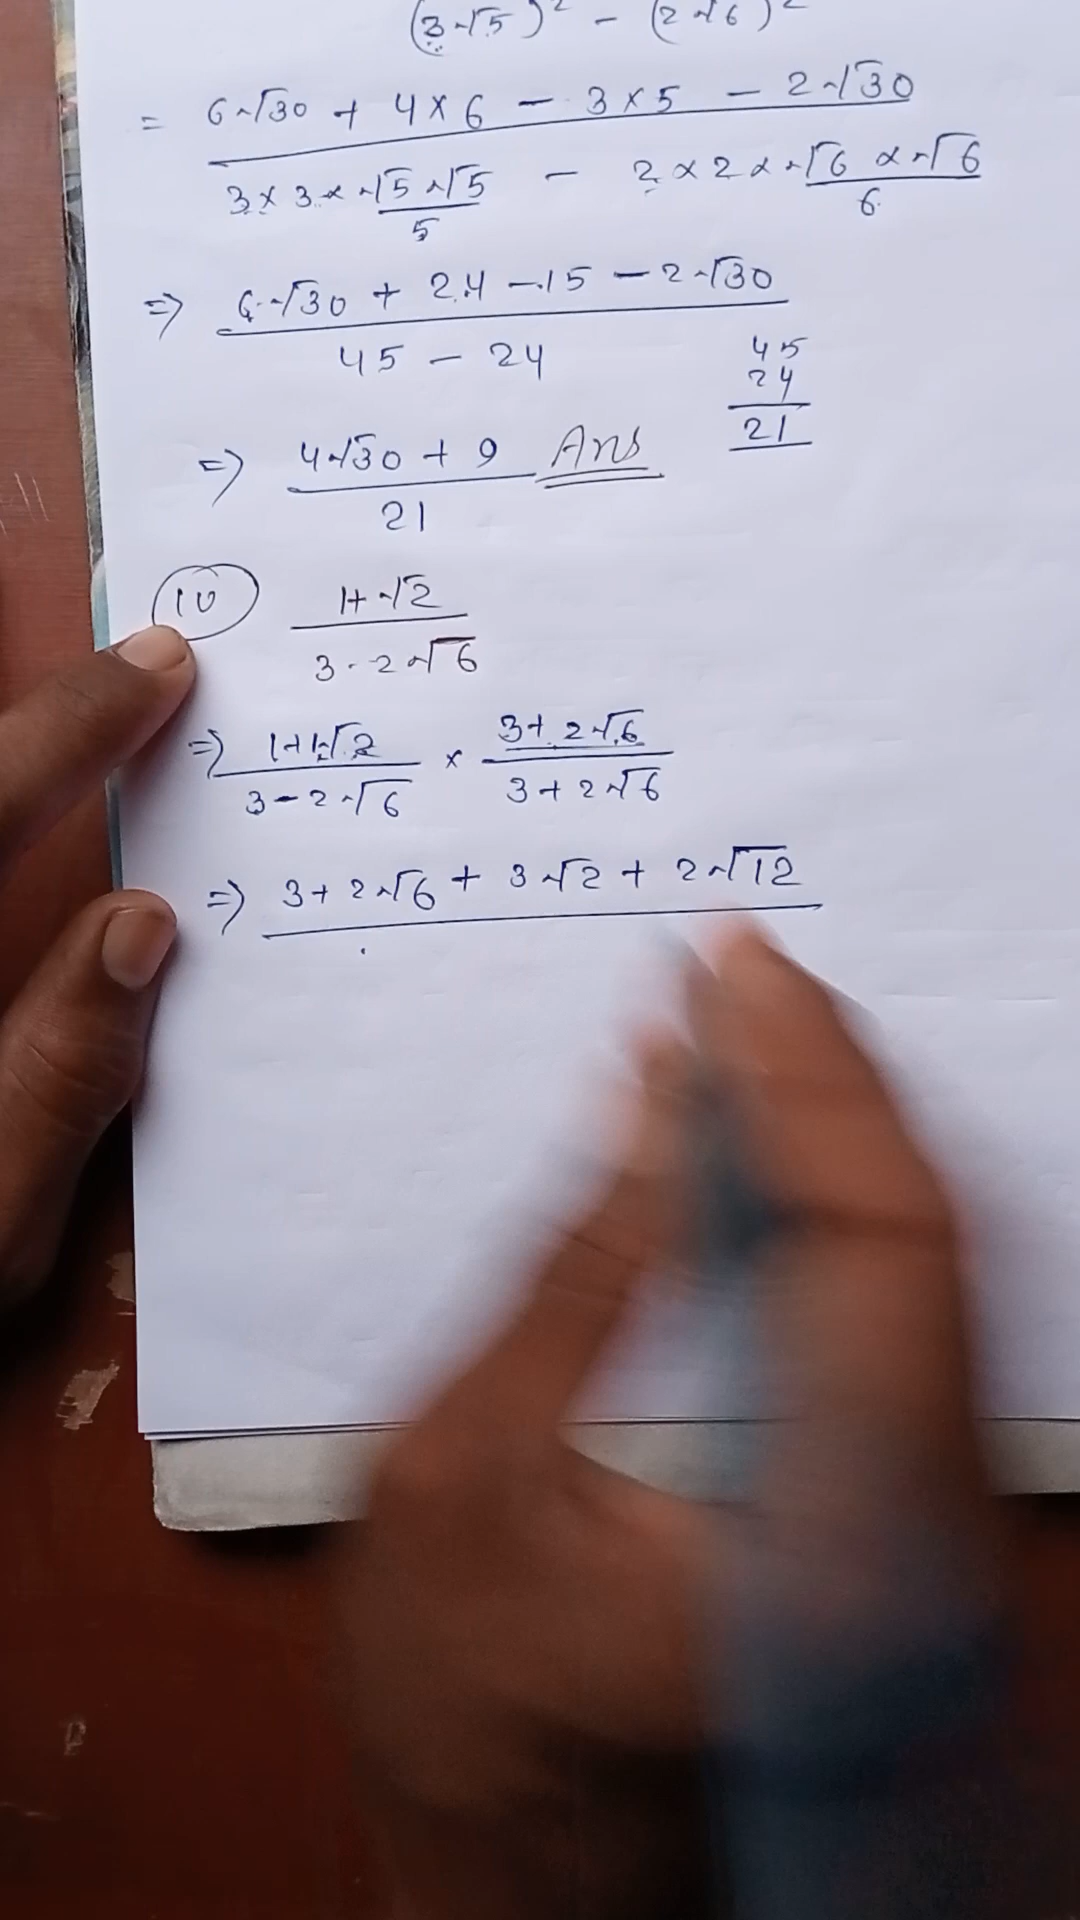 (3√5)² − (2√6)²
= 6√30 + 4×6 − 3×5 − 2√30
3×3×√5√5 − 2×2×√6×√6
5 6
⇒ 6√30 + 24 − 15 − 2√30
45 − 24
45
24
21
⇒ 4√30 + 9 Ans
21
1+√2
3-2√6
⇒ 1+√2 × 3+2√6
3−2√6 3+2√6
⇒ 3+2√6 + 3√2 + 2√12